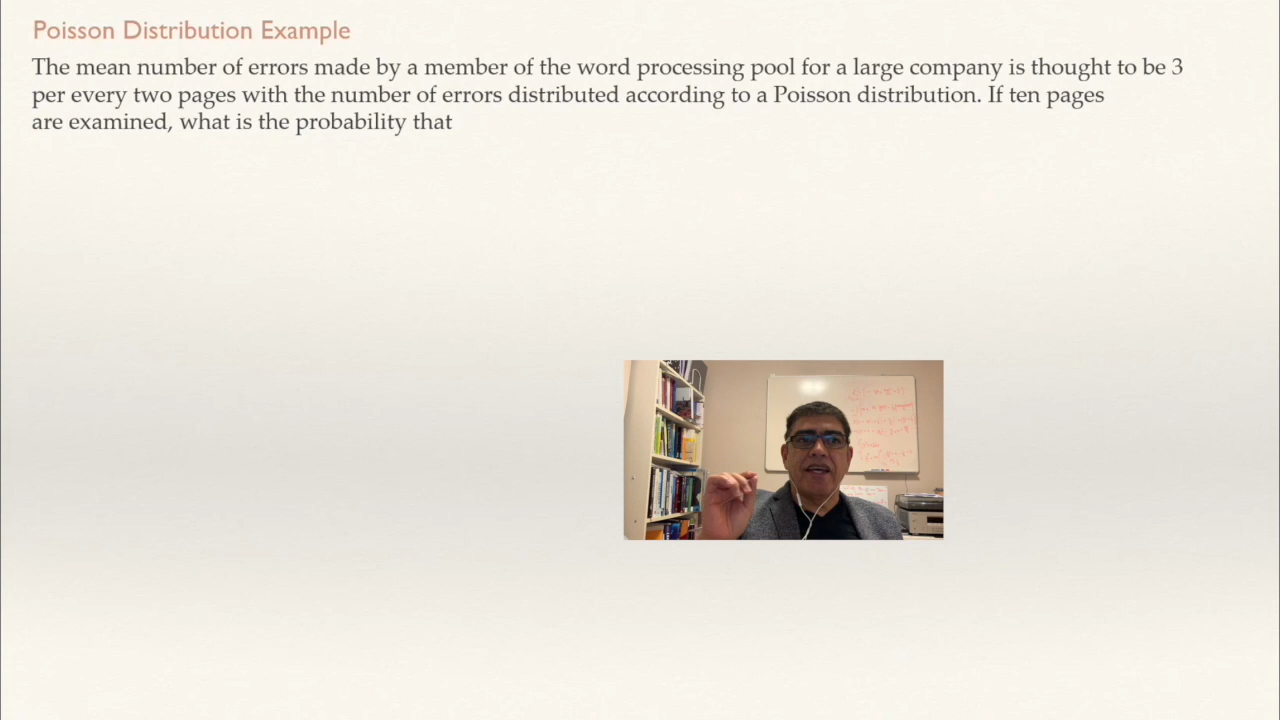 Poisson Distribution Example
The mean number of errors made by a member of the word processing pool for a large company is thought to be 3
per every two pages with the number of errors distributed according to a Poisson distribution. If ten pages
are examined, what is the probability that